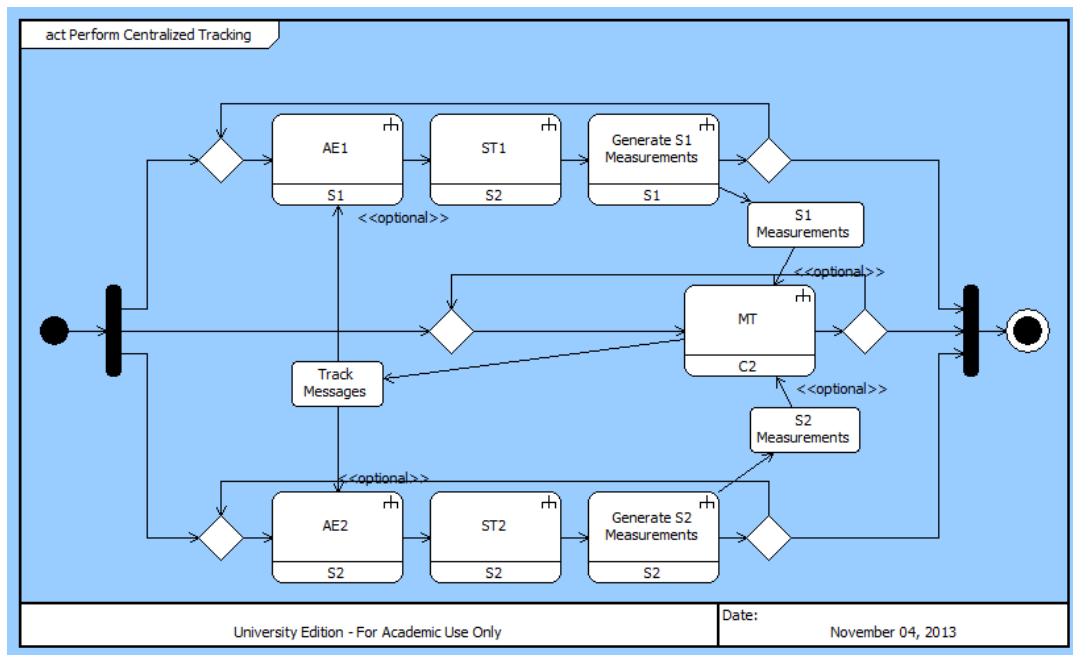 act Perform Centralized Tracking
AE1
S1
ST1
S2
Generate S1
Measurements
S1
<<optional>>
S1
Measurements
<<optional>>
MT
C2
Track
Messages
<<optional>>
S2
Measurements
<<optional>>
AE2
S2
ST2
S2
Generate S2
Measurements
S2
University Edition - For Academic Use Only
Date:
November 04, 2013